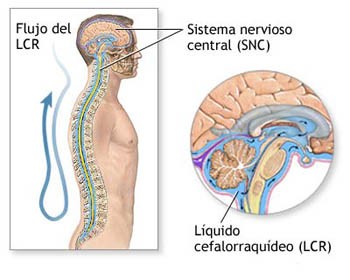 Flujo del
LCR
Sistema nervioso
central (SNC)
Líquido
cefalorraquídeo (LCR)